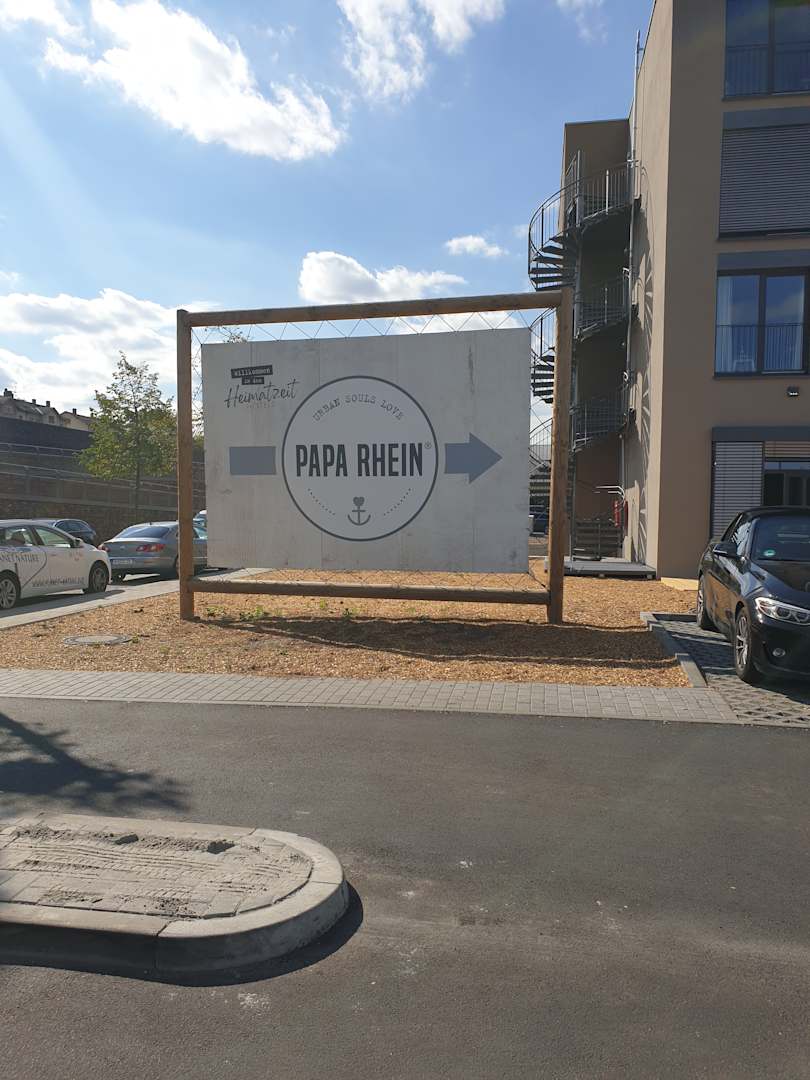 Willkommen
in der
Heimatzeit
URBAN SOULS LOVE
PAPA RHEIN®